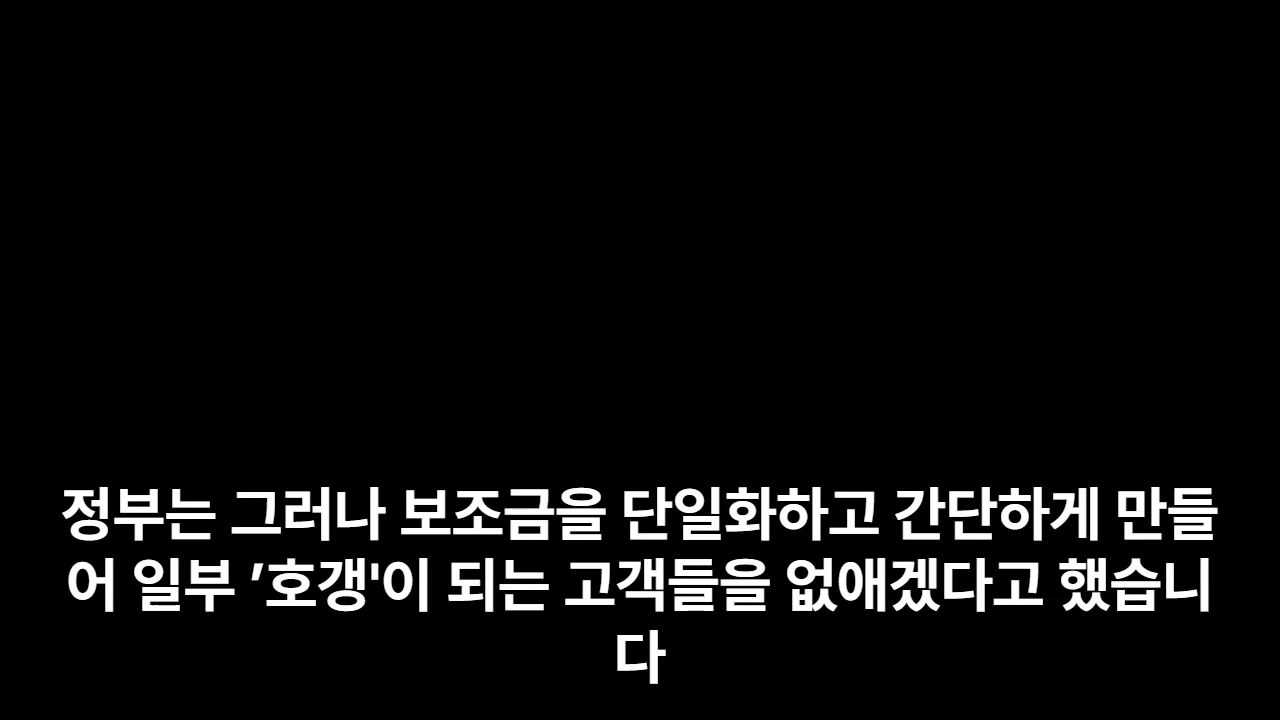 정부는 그러나 보조금을 단일화하고 간단하게 만들
어 일부 ′호갱'이 되는 고객들을 없애겠다고 했습니
다